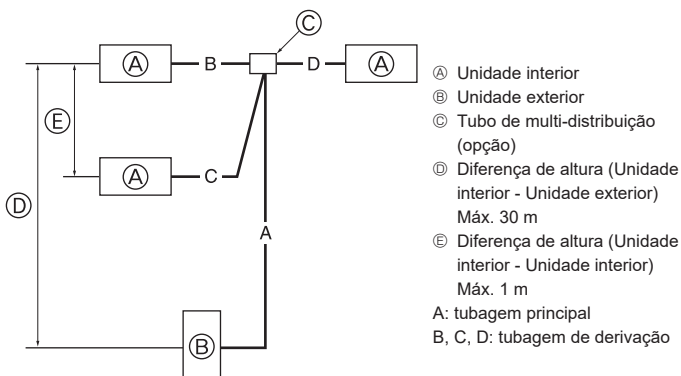 Ⓒ
Ⓐ B D Ⓐ
Ⓔ
Ⓐ C
Ⓓ
A
Ⓑ
Ⓐ Unidade interior
Ⓑ Unidade exterior
Ⓒ Tubo de multi-distribuição
(opção)
Ⓓ Diferença de altura (Unidade
interior - Unidade exterior)
Máx. 30 m
Ⓔ Diferença de altura (Unidade
interior - Unidade interior)
Máx. 1 m
A: tubagem principal
B, C, D: tubagem de derivação